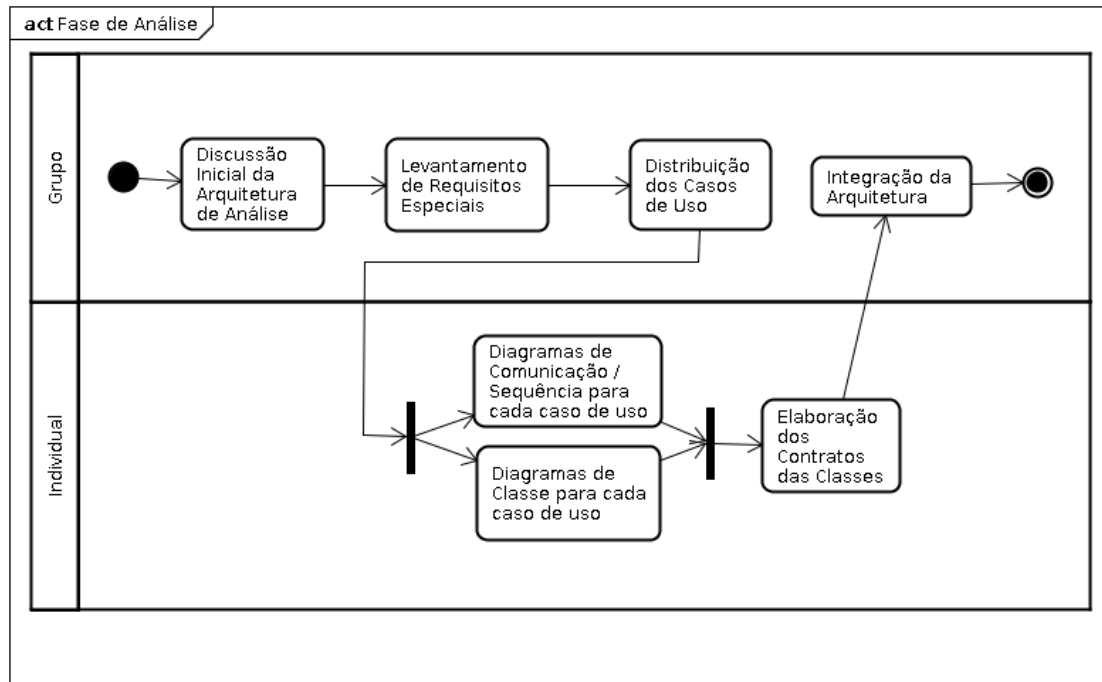 act Fase de Análise
Grupo
Discussão
Inicial da
Arquitetura
de Análise
Levantamento
de Requisitos
Especiais
Distribuição
dos Casos
de Uso
Integração da
Arquitetura
Individual
Diagramas de
Comunicação /
Sequência para
cada caso de uso
Diagramas de
Classe para cada
caso de uso
Elaboração
dos
Contratos
das Classes